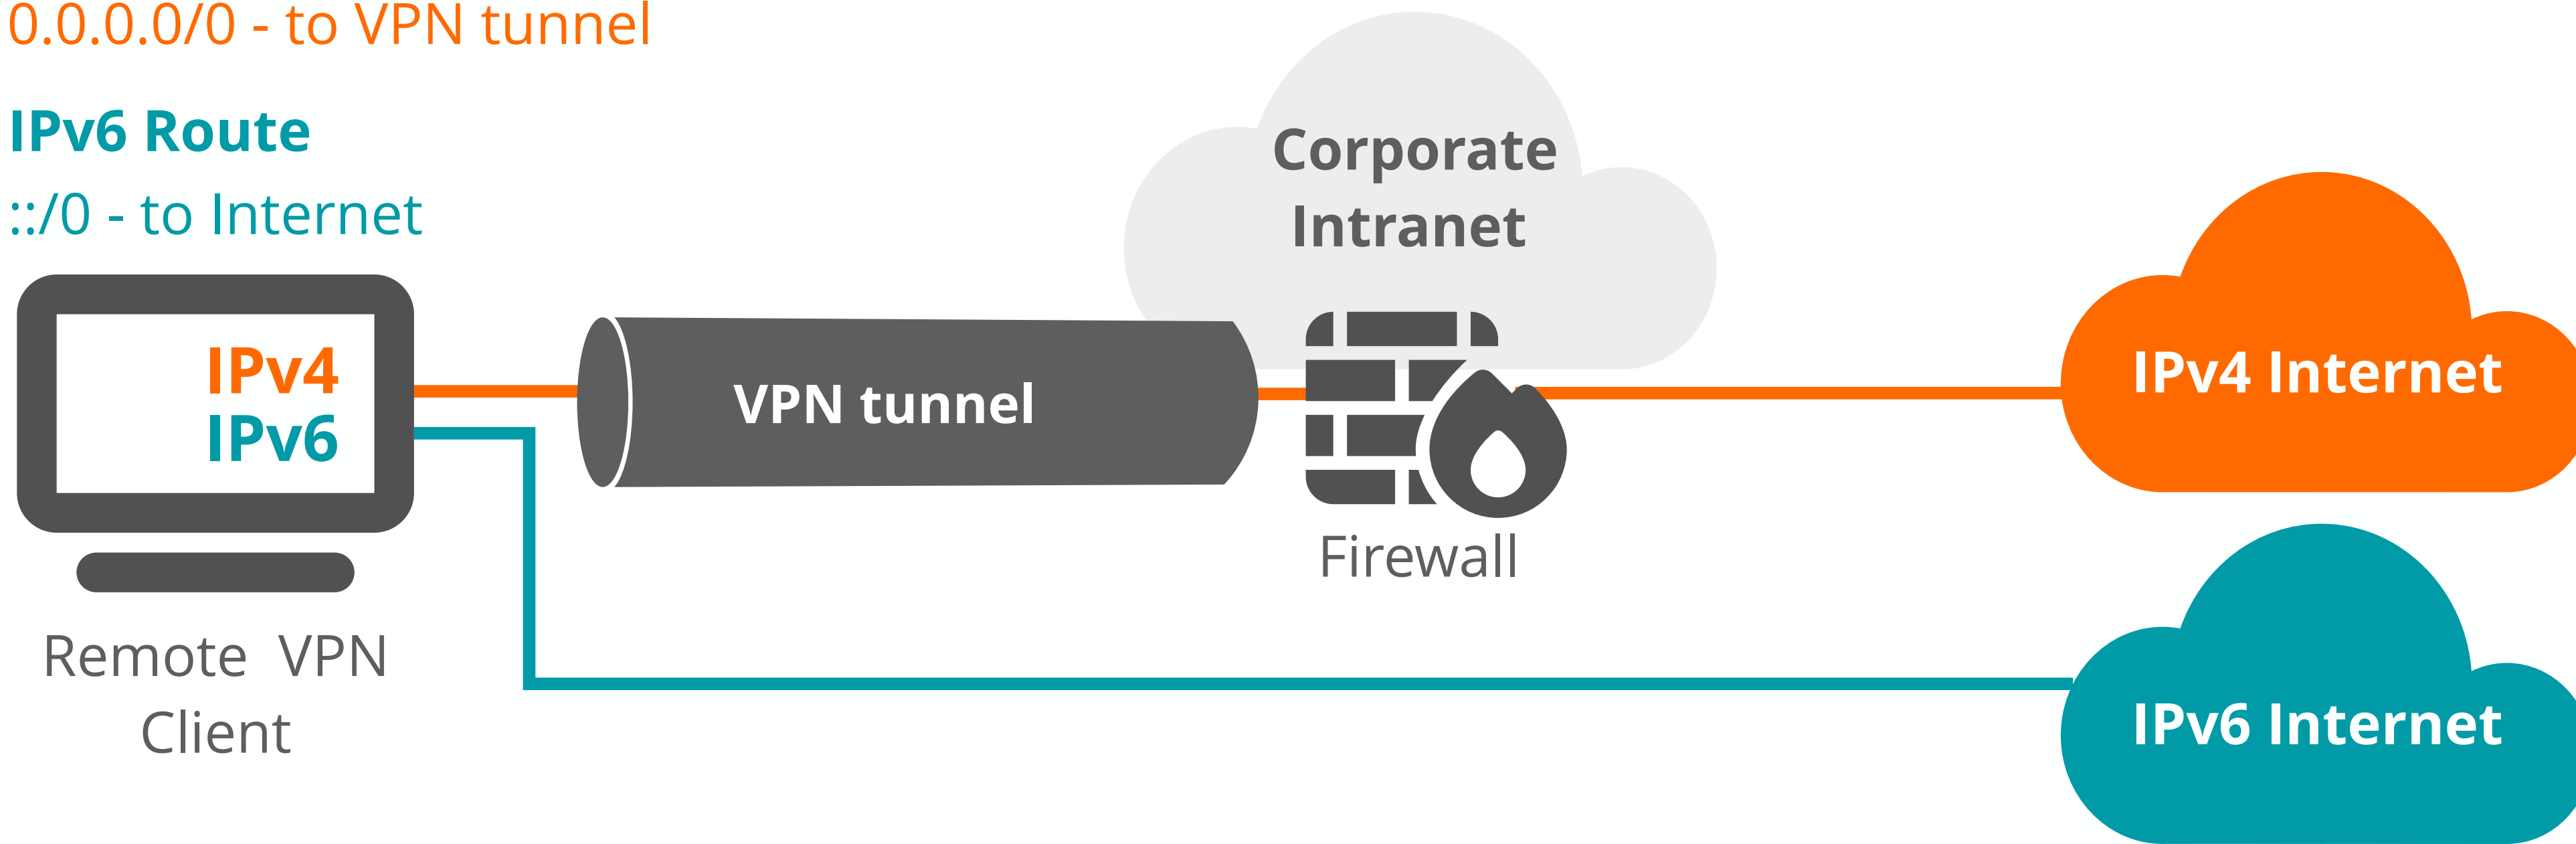 0.0.0.0/0 - to VPN tunnel
IPv6 Route
::/0 - to Internet
IPv4
IPv6
Remote VPN
Client
VPN tunnel
Corporate
Intranet
Firewall
IPv4 Internet
IPv6 Internet